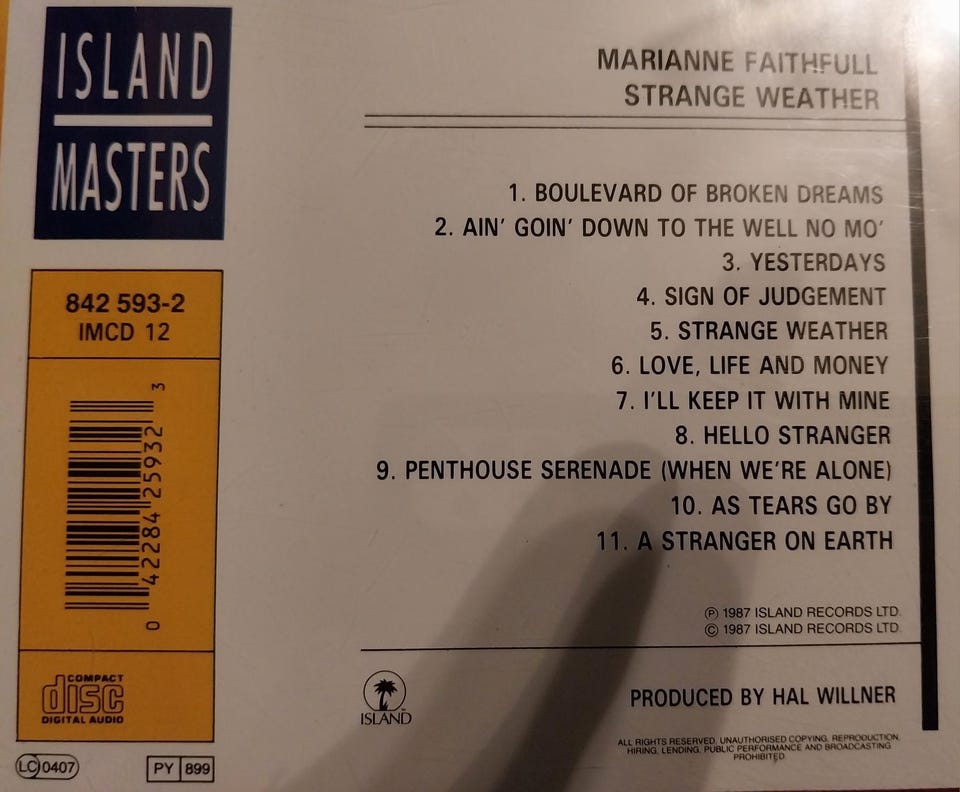 ISLAND
MASTERS
842 593-2
IMCD 12
0 42284 25932 3
COMPACT
disc
DIGITAL AUDIO
LC 0407
PY 899
MARIANNE FAITHFULL
STRANGE WEATHER
1. BOULEVARD OF BROKEN DREAMS
2. AIN' GOIN' DOWN TO THE WELL NO MO'
3. YESTERDAYS
4. SIGN OF JUDGEMENT
5. STRANGE WEATHER
6. LOVE, LIFE AND MONEY
7. I'LL KEEP IT WITH MINE
8. HELLO STRANGER
9. PENTHOUSE SERENADE (WHEN WE'RE ALONE)
10. AS TEARS GO BY
11. A STRANGER ON EARTH
℗ 1987 ISLAND RECORDS LTD.
© 1987 ISLAND RECORDS LTD.
ISLAND™
PRODUCED BY HAL WILLNER
ALL RIGHTS RESERVED. UNAUTHORISED COPYING, REPRODUCTION,
HIRING, LENDING, PUBLIC PERFORMANCE AND BROADCASTING
PROHIBITED